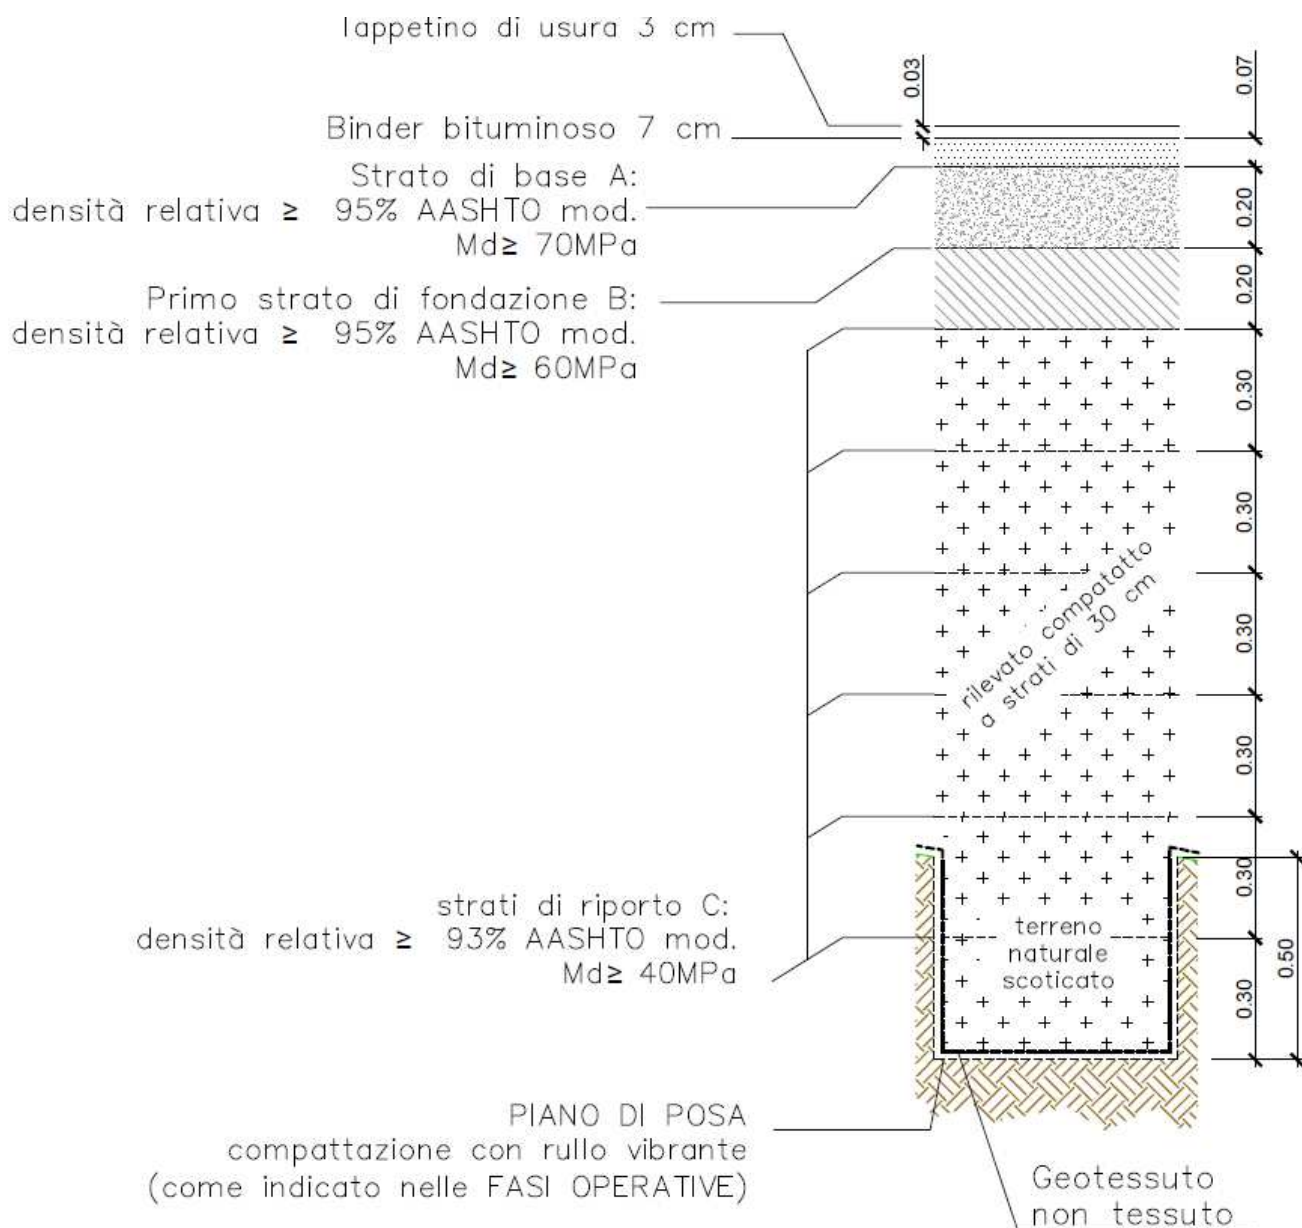 Tappetino di usura 3 cm
0.03
0.07
Binder bituminoso 7 cm
Strato di base A:
densità relativa ≥ 95% AASHTO mod.
Md≥ 70MPa
0.20
Primo strato di fondazione B:
densità relativa ≥ 95% AASHTO mod.
Md≥ 60MPa
0.20
0.30
0.30
rilevato compatatto
a strati di 30 cm
0.30
0.30
strati di riporto C:
densità relativa ≥ 93% AASHTO mod.
Md≥ 40MPa
terreno
naturale
scoticato
0.30
0.30
0.50
PIANO DI POSA
compattazione con rullo vibrante
(come indicato nelle FASI OPERATIVE)
Geotessuto
non tessuto